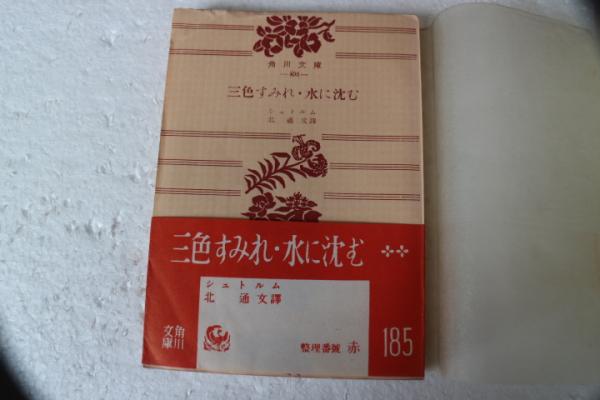 角川文庫
三色すみれ・水に沈む
シュトルム
北通文譯
三色すみれ・水に沈む
シュトルム
北通文譯
角川文庫
整理番號 赤
185